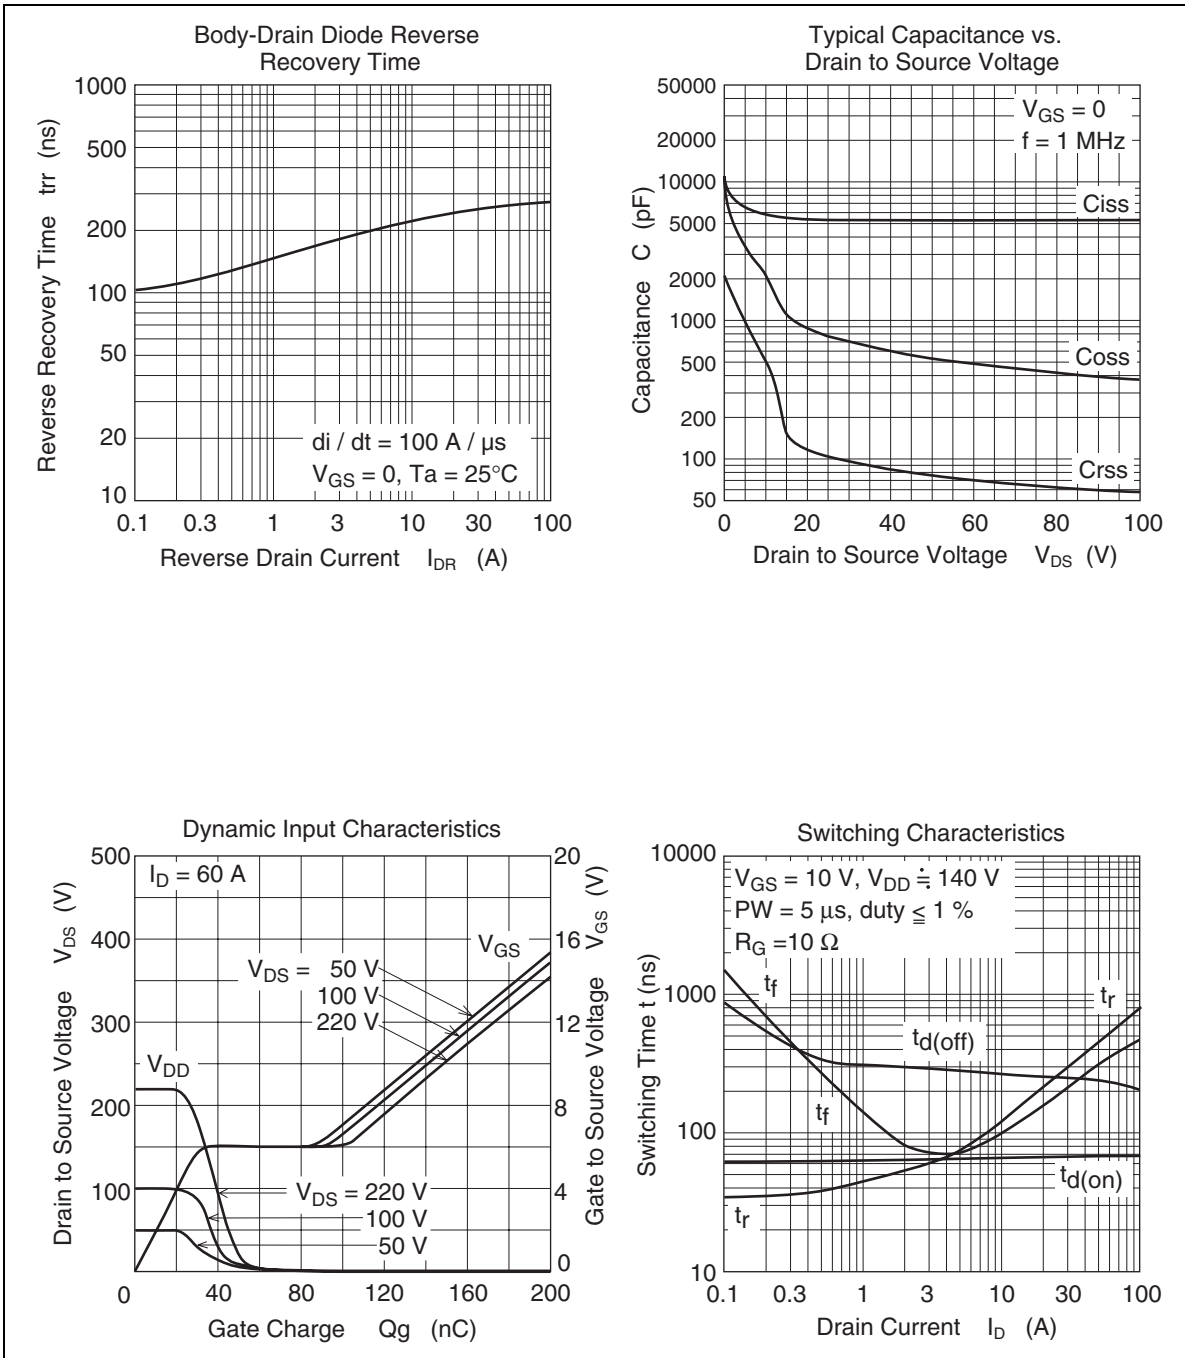 Body-Drain Diode Reverse
Recovery Time
1000
500
200
100
50
20
10
Reverse Recovery Time trr (ns)
di / dt = 100 A / µs
VGS = 0, Ta = 25°C
0.1 0.3 1 3 10 30 100
Reverse Drain Current IDR (A)
Typical Capacitance vs.
Drain to Source Voltage
50000
20000
10000
5000
2000
1000
500
200
100
50
Capacitance C (pF)
VGS = 0
f = 1 MHz
Ciss
Coss
Crss
0 20 40 60 80 100
Drain to Source Voltage VDS (V)
Dynamic Input Characteristics
500
400
300
200
100
0
Drain to Source Voltage VDS (V)
ID = 60 A
VGS
VDS = 50 V
100 V
220 V
VDD
VDS = 220 V
100 V
50 V
20
16
12
8
4
0
Gate to Source Voltage VGS (V)
40 80 120 160 200
Gate Charge Qg (nC)
Switching Characteristics
10000
1000
100
10
Switching Time t (ns)
VGS = 10 V, VDD ≒ 140 V
PW = 5 µs, duty ≦ 1 %
RG =10 Ω
tf
tr
td(off)
tf
td(on)
tr
0.1 0.3 1 3 10 30 100
Drain Current ID (A)